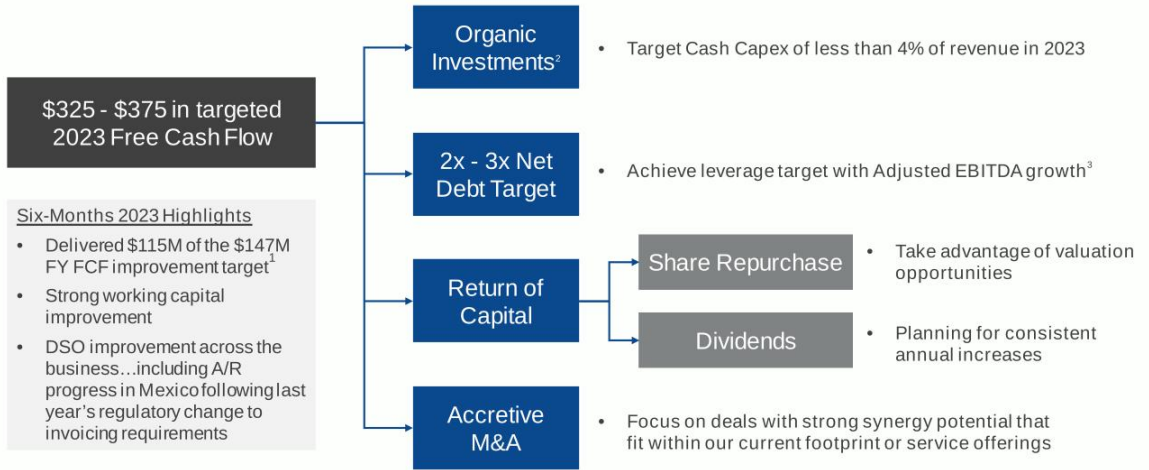 $325 - $375 in targeted
2023 Free Cash Flow
Six-Months 2023 Highlights
• Delivered $115M of the $147M
FY FCF improvement target1
• Strong working capital
improvement
• DSO improvement across the
business…including A/R
progress in Mexico following last
year’s regulatory change to
invoicing requirements
Organic
Investments2
• Target Cash Capex of less than 4% of revenue in 2023
2x - 3x Net
Debt Target
• Achieve leverage target with Adjusted EBITDA growth3
Return of
Capital
Share Repurchase
• Take advantage of valuation
opportunities
Dividends
• Planning for consistent
annual increases
Accretive
M&A
• Focus on deals with strong synergy potential that
fit within our current footprint or service offerings